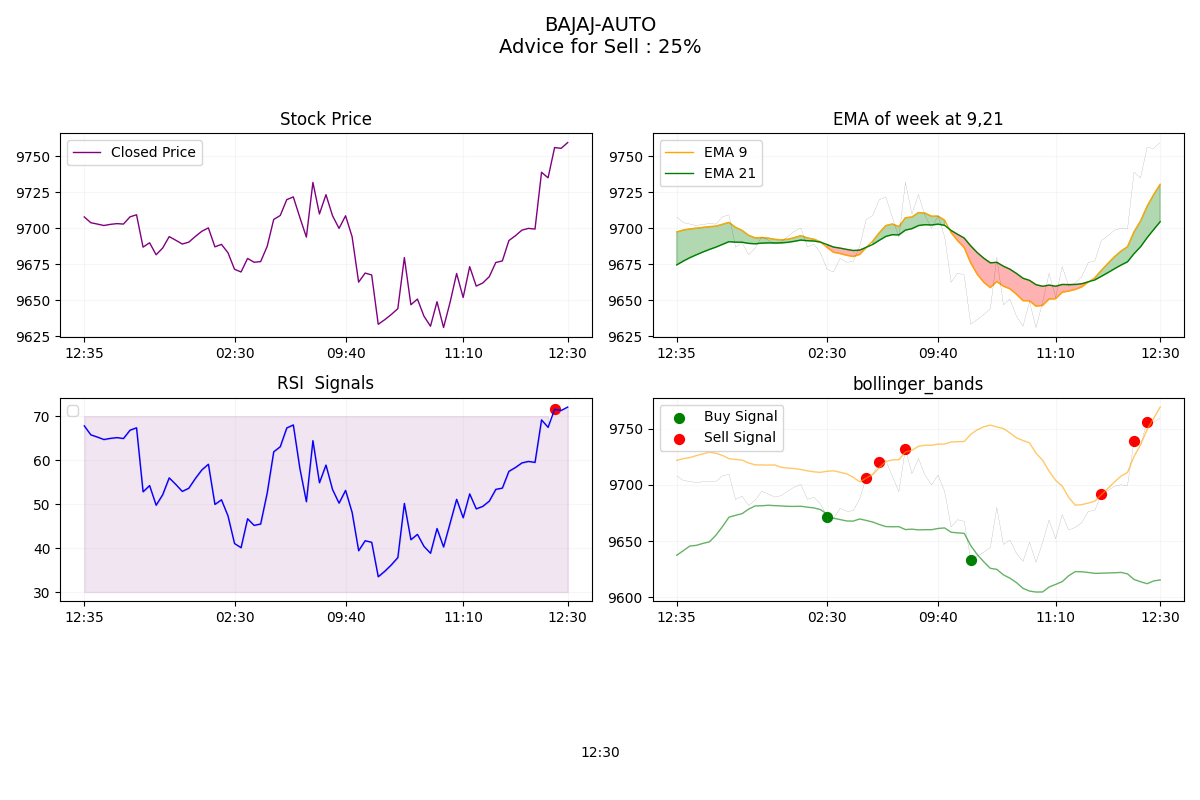 BAJAJ-AUTO
Advice for Sell : 25%
Stock Price
Closed Price
9750
9725
9700
9675
9650
9625
12:35 02:30 09:40 11:10 12:30
EMA of week at 9,21
EMA 9
EMA 21
9750
9725
9700
9675
9650
9625
12:35 02:30 09:40 11:10 12:30
RSI  Signals
70
60
50
40
30
12:35 02:30 09:40 11:10 12:30
bollinger_bands
Buy Signal
Sell Signal
9750
9700
9650
9600
12:35 02:30 09:40 11:10 12:30
12:30